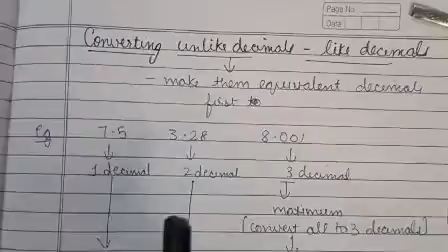 Page No.
Date
Converting unlike decimals - like decimals
- make them equivalent decimals
first to
Eg 7.5 3.28 8.001
1 decimal 2 decimal 3 decimal
maximum
[convert all to 3 decimals]